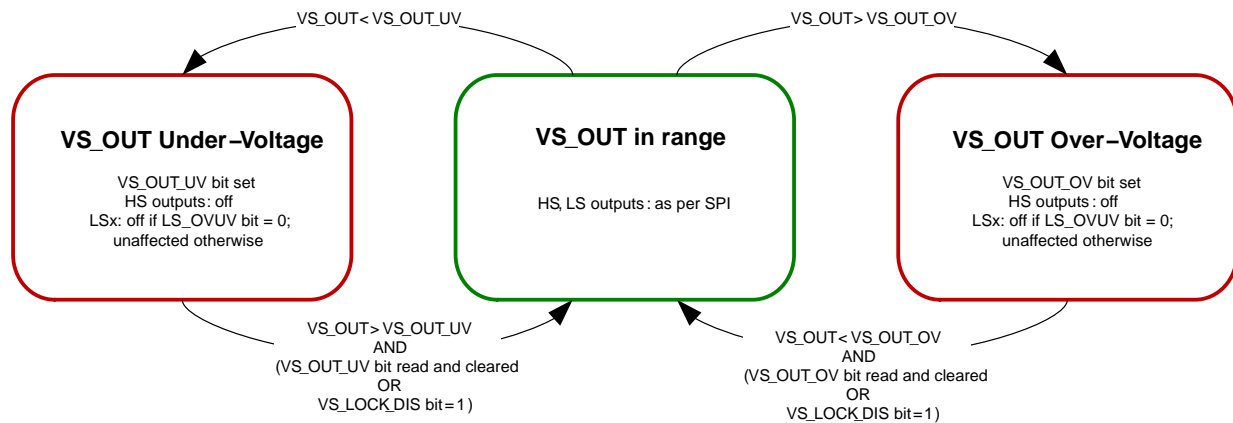 VS_OUT< VS_OUT_UV
VS_OUT> VS_OUT_OV
VS_OUT Under−Voltage
VS_OUT_UV bit set
HS outputs: off
LSx: off if LS_OVUV bit = 0;
unaffected otherwise
VS_OUT in range
HS, LS outputs: as per SPI
VS_OUT Over−Voltage
VS_OUT_OV bit set
HS outputs: off
LSx: off if LS_OVUV bit = 0;
unaffected otherwise
VS_OUT> VS_OUT_UV
AND
(VS_OUT_UV bit read and cleared
OR
VS_LOCK_DIS bit=1)
VS_OUT< VS_OUT_OV
AND
(VS_OUT_OV bit read and cleared
OR
VS_LOCK_DIS bit=1)